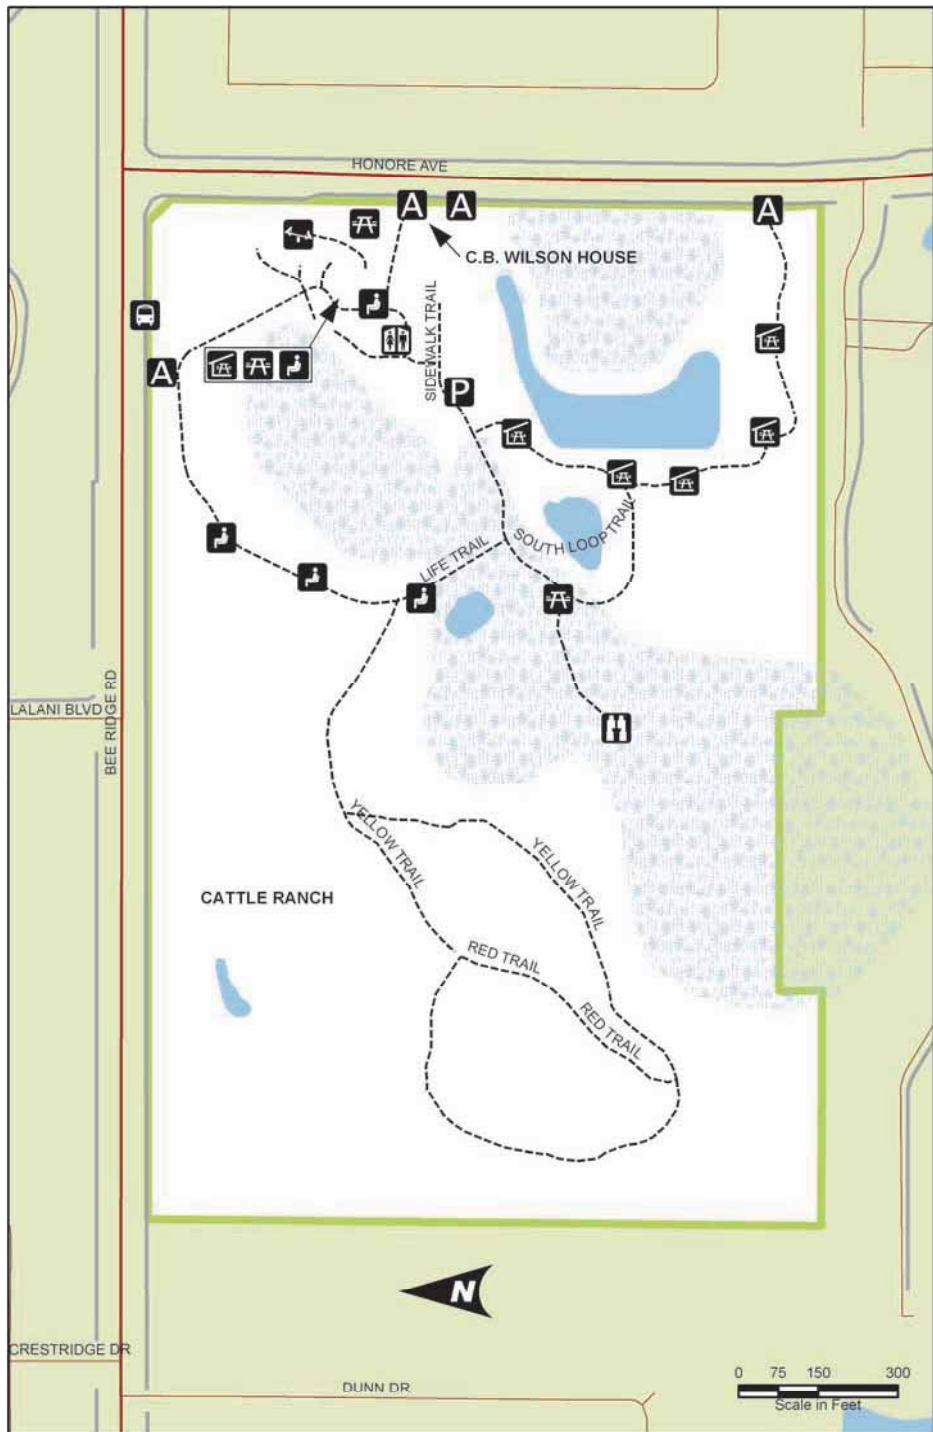 HONORE AVE
A
A
A
C.B. WILSON HOUSE
SIDEWALK TRAIL
A
P
SOUTH LOOP TRAIL
LIFE TRAIL
LALANI BLVD
BEE RIDGE RD
YELLOW TRAIL
YELLOW TRAIL
CATTLE RANCH
RED TRAIL
RED TRAIL
N
CRESTRIDGE DR
DUNN DR
0 75 150 300
Scale in Feet